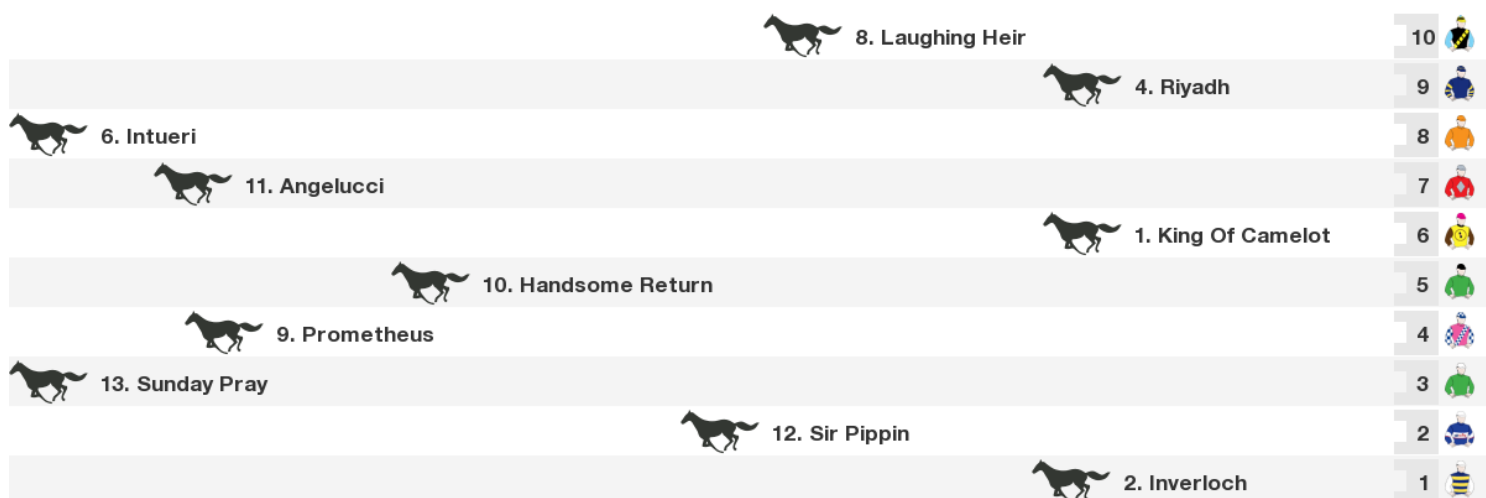 8. Laughing Heir 10
4. Riyadh 9
6. Intueri 8
11. Angelucci 7
1. King Of Camelot 6
10. Handsome Return 5
9. Prometheus 4
13. Sunday Pray 3
12. Sir Pippin 2
2. Inverloch 1